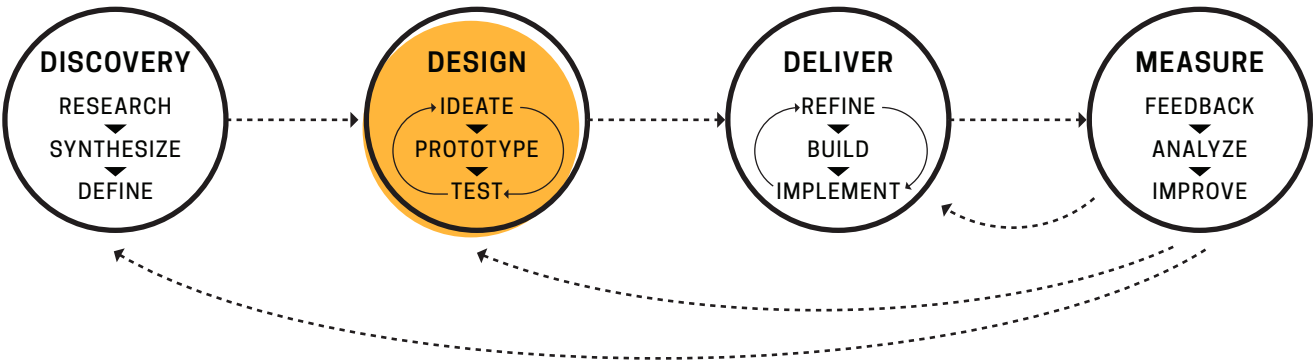 DISCOVERY
RESEARCH
SYNTHESIZE
DEFINE
DESIGN
IDEATE
PROTOTYPE
TEST
DELIVER
REFINE
BUILD
IMPLEMENT
MEASURE
FEEDBACK
ANALYZE
IMPROVE